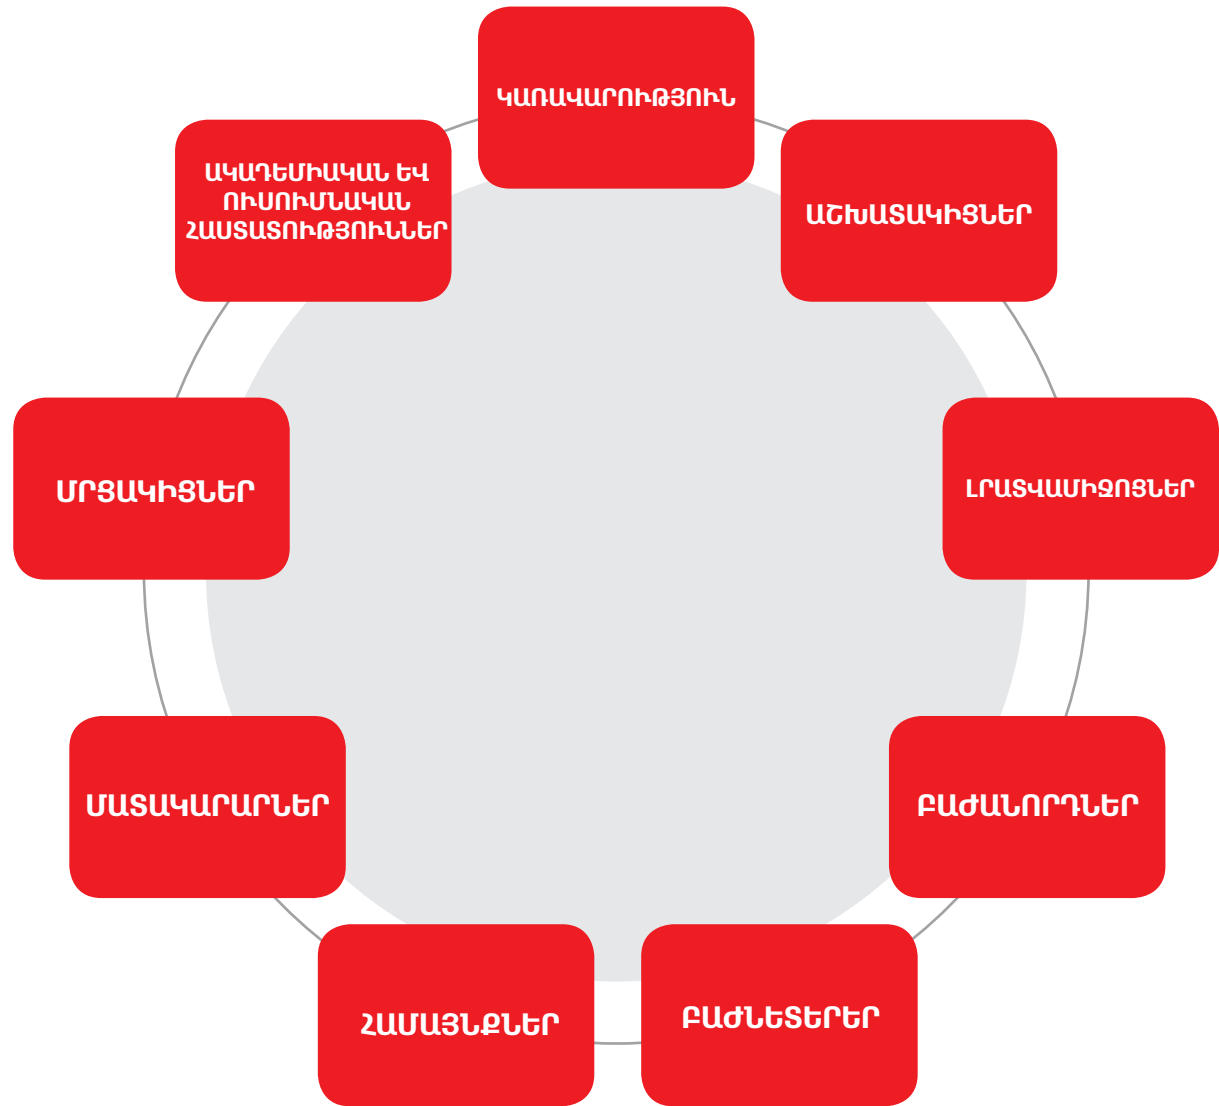 ԿԱՌԱՎԱՐՈՒԹՅՈՒՆ
ԱՇԽԱՏԱԿԻՑՆԵՐ
ԼՐԱՏՎԱՄԻՋՈՑՆԵՐ
ԲԱԺԱՆՈՐԴՆԵՐ
ԲԱԺՆԵՏԵՐԵՐ
ՀԱՄԱՅՆՔՆԵՐ
ՄԱՏԱԿԱՐԱՐՆԵՐ
ՄՐՑԱԿԻՑՆԵՐ
ԱԿԱԴԵՄԻԱԿԱՆ ԵՎ
ՈՒՍՈՒՄՆԱԿԱՆ
ՀԱՍՏԱՏՈՒԹՅՈՒՆՆԵՐ